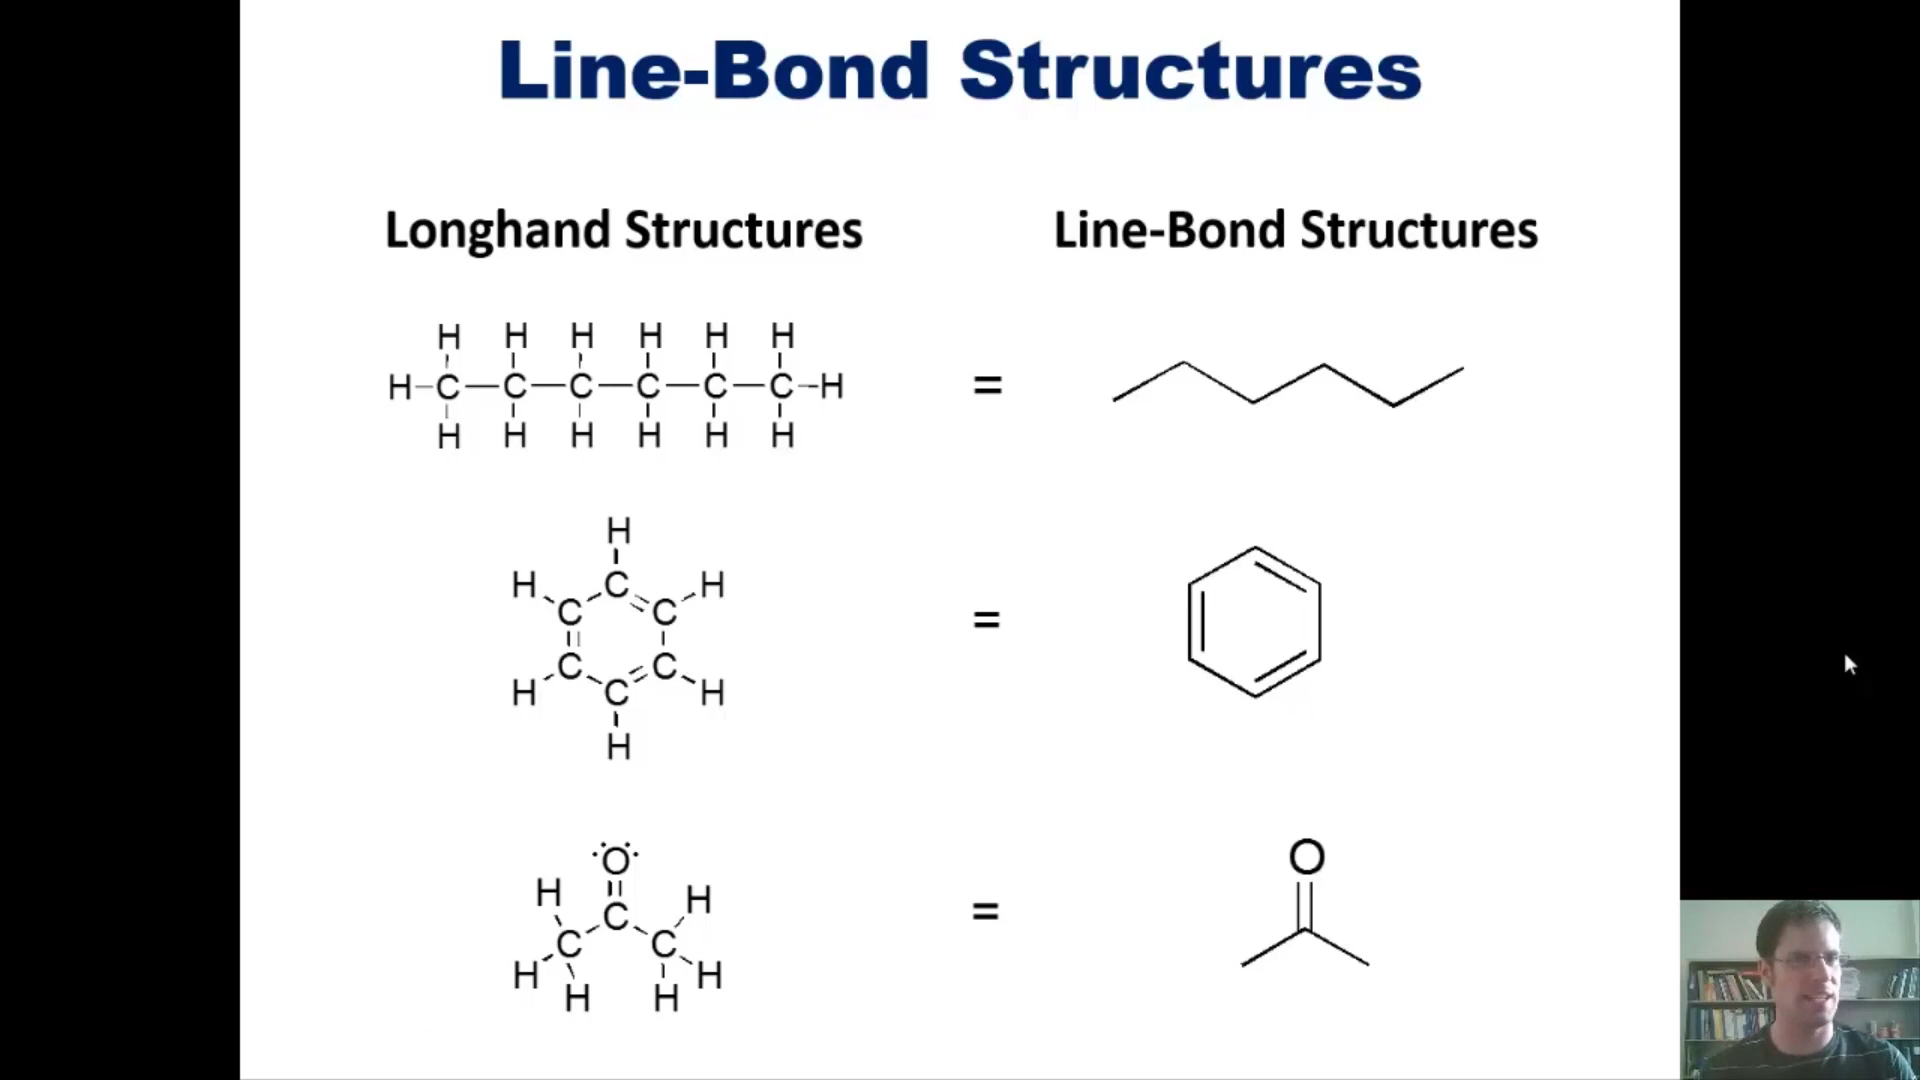 Line-Bond Structures
Longhand Structures
Line-Bond Structures
H H H H H H
H-C-C-C-C-C-C-H
H H H H H H
=
H
H C H
C C
C C
H C H
H
=
O
H C H
C C
H H
H H
=
O